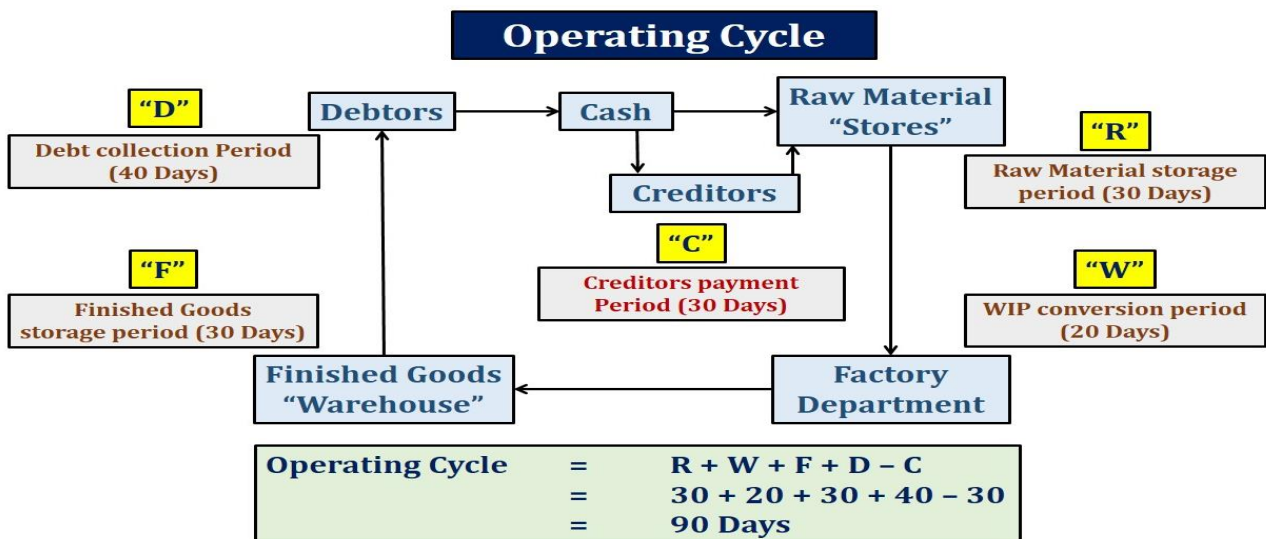 Operating Cycle
“D”
Debt collection Period
(40 Days)
Debtors
Cash
Raw Material
“Stores”
“R”
Raw Material storage
period (30 Days)
Creditors
“C”
Creditors payment
Period (30 Days)
“F”
Finished Goods
storage period (30 Days)
“W”
WIP conversion period
(20 Days)
Finished Goods
“Warehouse”
Factory
Department
Operating Cycle = R + W + F + D – C
= 30 + 20 + 30 + 40 – 30
= 90 Days